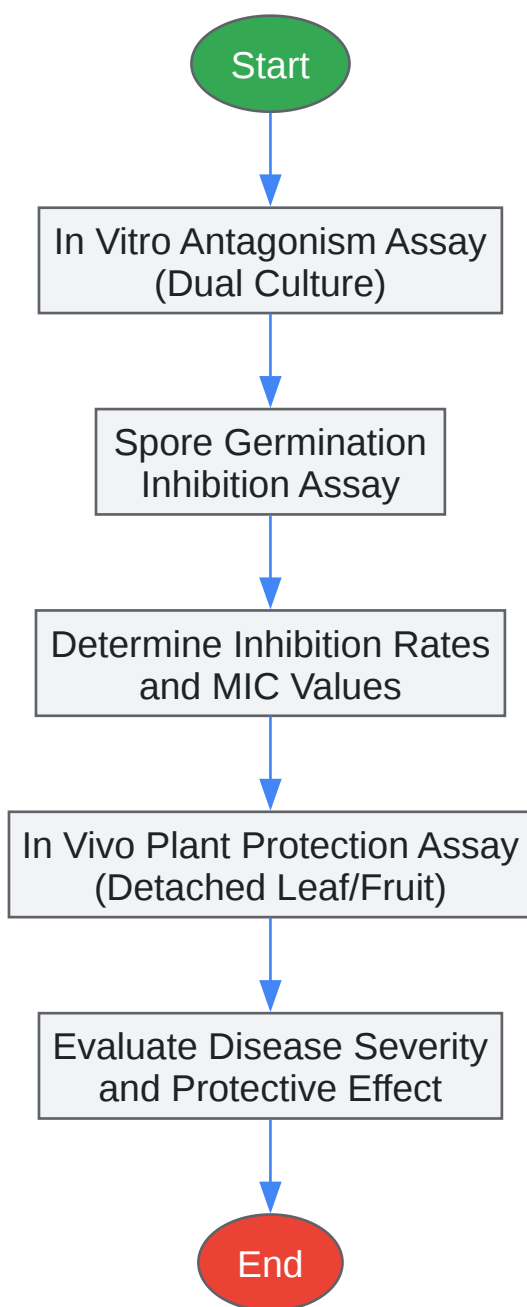 Start
In Vitro Antagonism Assay
(Dual Culture)
Spore Germination
Inhibition Assay
Determine Inhibition Rates
and MIC Values
In Vivo Plant Protection Assay
(Detached Leaf/Fruit)
Evaluate Disease Severity
and Protective Effect
End